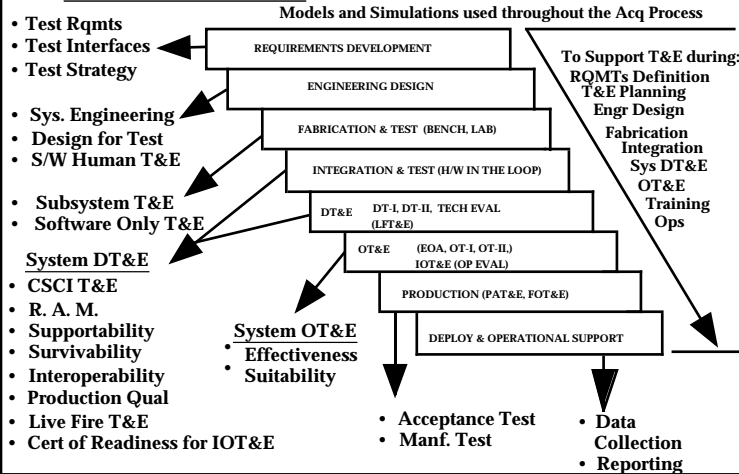 Models and Simulations used throughout the Acq Process
• Test Rqmts
• Test Interfaces
• Test Strategy
• Sys. Engineering
• Design for Test
• S/W Human T&E
• Subsystem T&E
• Software Only T&E
System DT&E
• CSCI T&E
• R. A. M.
• Supportability
• Survivability
• Interoperability
• Production Qual
• Live Fire T&E
• Cert of Readiness for IOT&E
REQUIREMENTS DEVELOPMENT
ENGINEERING DESIGN
FABRICATION & TEST (BENCH, LAB)
INTEGRATION & TEST (H/W IN THE LOOP)
DT&E DT-I, DT-II, TECH EVAL
(LFT&E)
OT&E (EOA, OT-I, OT-II,)
IOT&E (OP EVAL)
PRODUCTION (PAT&E, FOT&E)
DEPLOY & OPERATIONAL SUPPORT
System OT&E
• Effectiveness
• Suitability
• Acceptance Test
• Manf. Test
• Data
Collection
• Reporting
To Support T&E during:
RQMTs Definition
T&E Planning
Engr Design
Fabrication
Integration
Sys DT&E
OT&E
Training
Ops